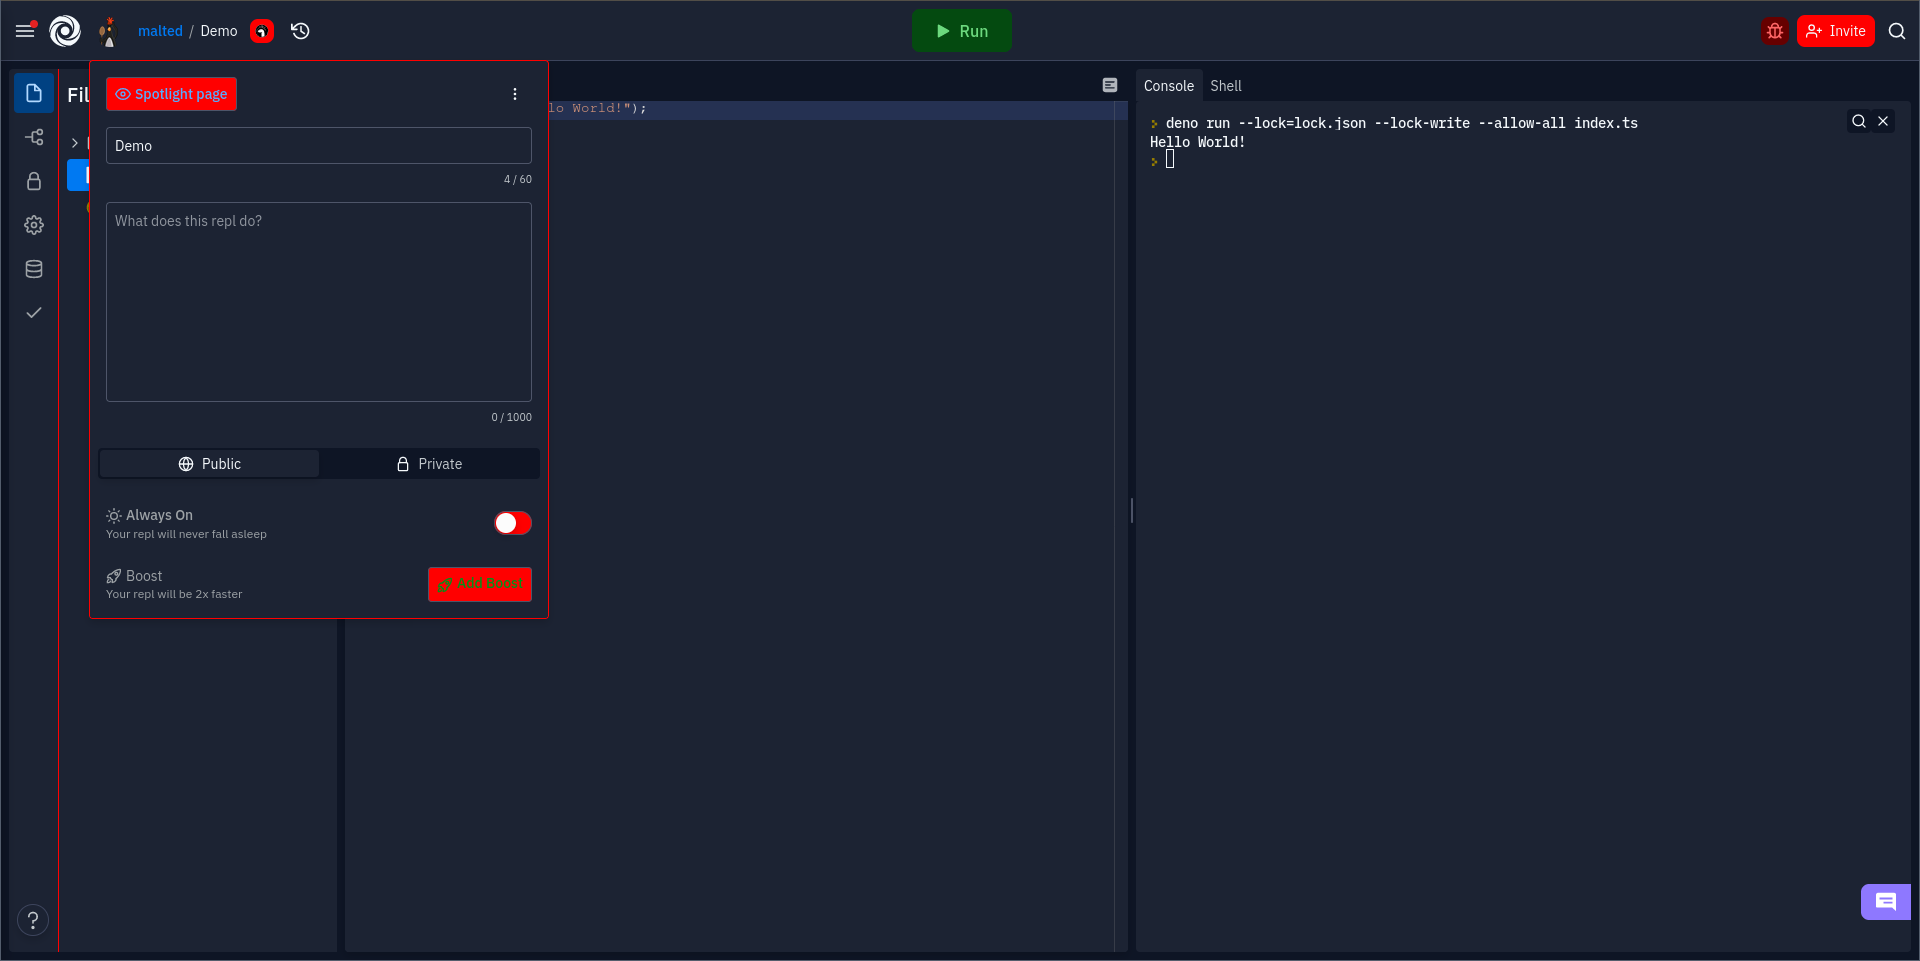 malted / Demo
Run
Invite
Spotlight page
Fil
Demo
4 / 60
What does this repl do?
0 / 1000
Public
Private
Always On
Your repl will never fall asleep
Boost
Your repl will be 2x faster
Add Boost
lo World!");
Console
Shell
deno run --lock=lock.json --lock-write --allow-all index.ts
Hello World!
?